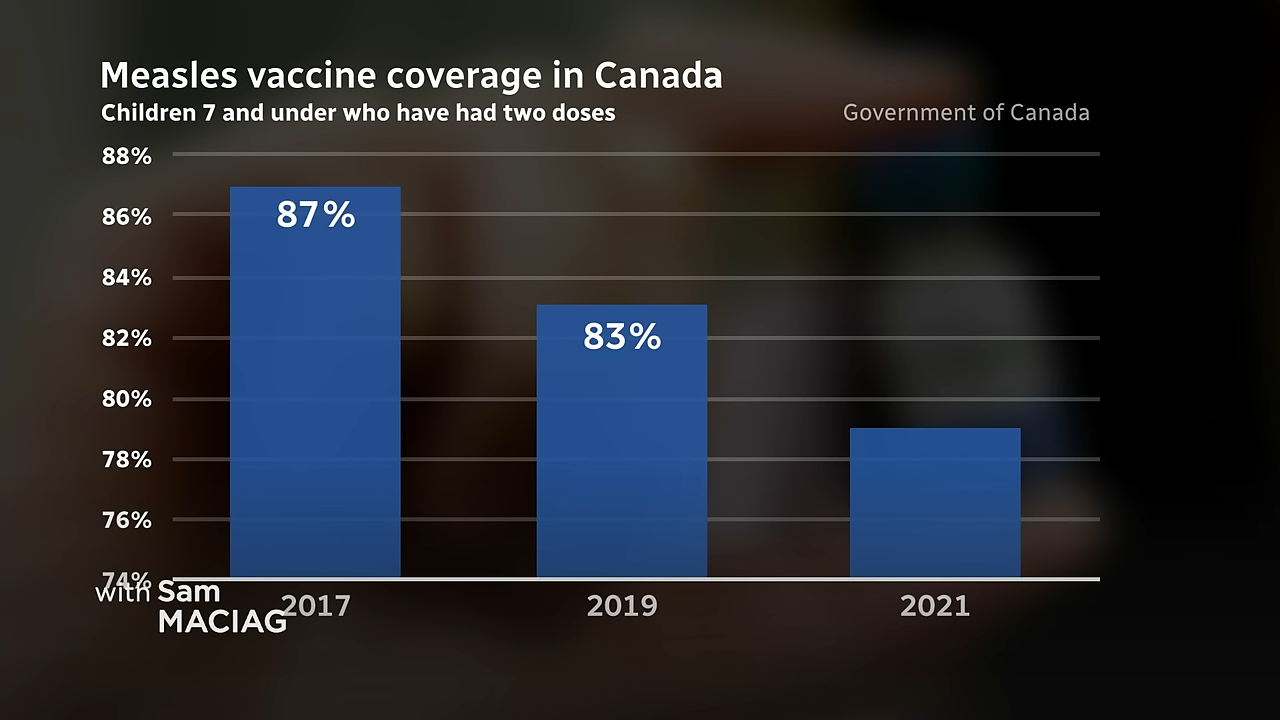 Measles vaccine coverage in Canada
Children 7 and under who have had two doses
Government of Canada
88%
87%
86%
84%
83%
82%
80%
78%
76%
74%
with Sam
MACIAG
2017
2019
2021